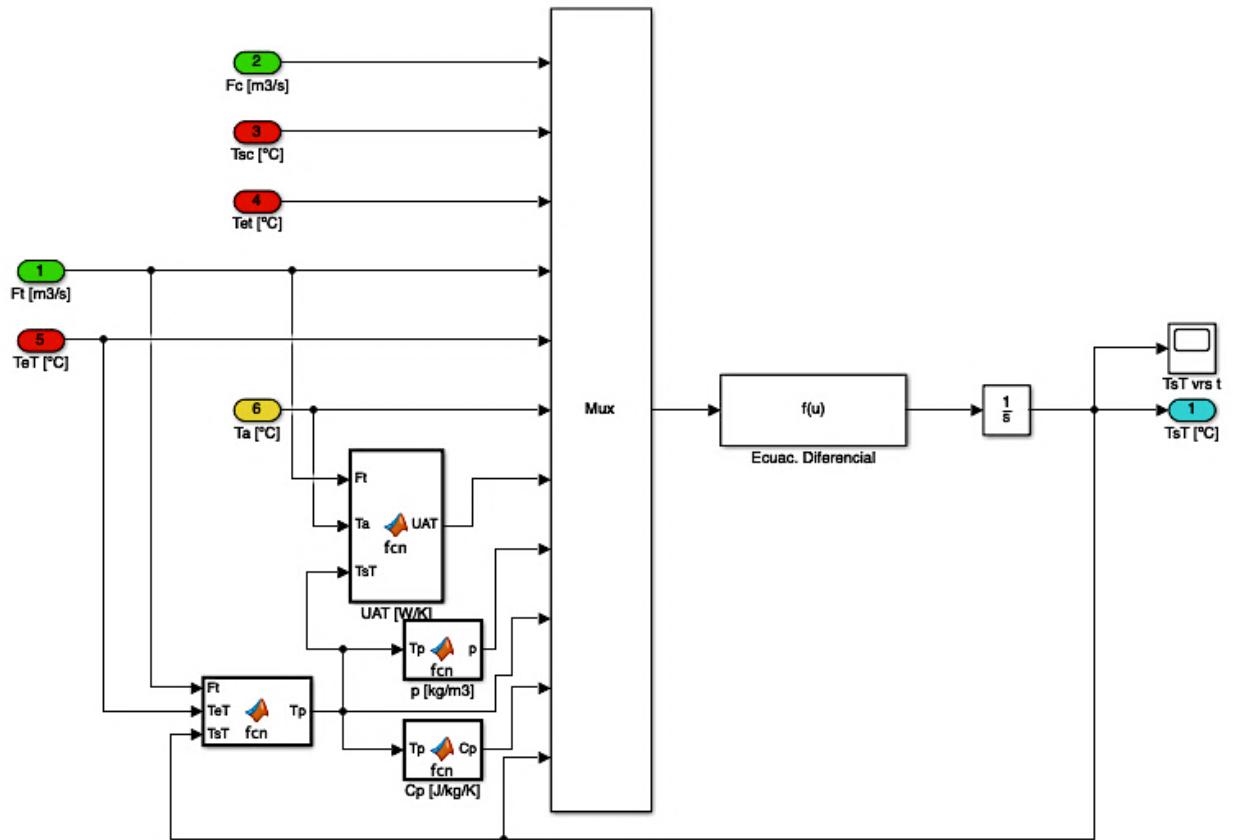 2
Fc [m3/s]
3
Tsc [ºC]
4
Tet [ºC]
1
Ft [m3/s]
5
TeT [ºC]
6
Ta [ºC]
Ft
Ta
TsT
fcn
UAT
UAT [W/K]
Tp
fcn
p
p [kg/m3]
Ft
TeT
TsT
fcn
Tp
Tp
fcn
Cp
Cp [J/kg/K]
Mux
f(u)
Ecuac. Diferencial
1
s
TsT vrs t
1
TsT [ºC]